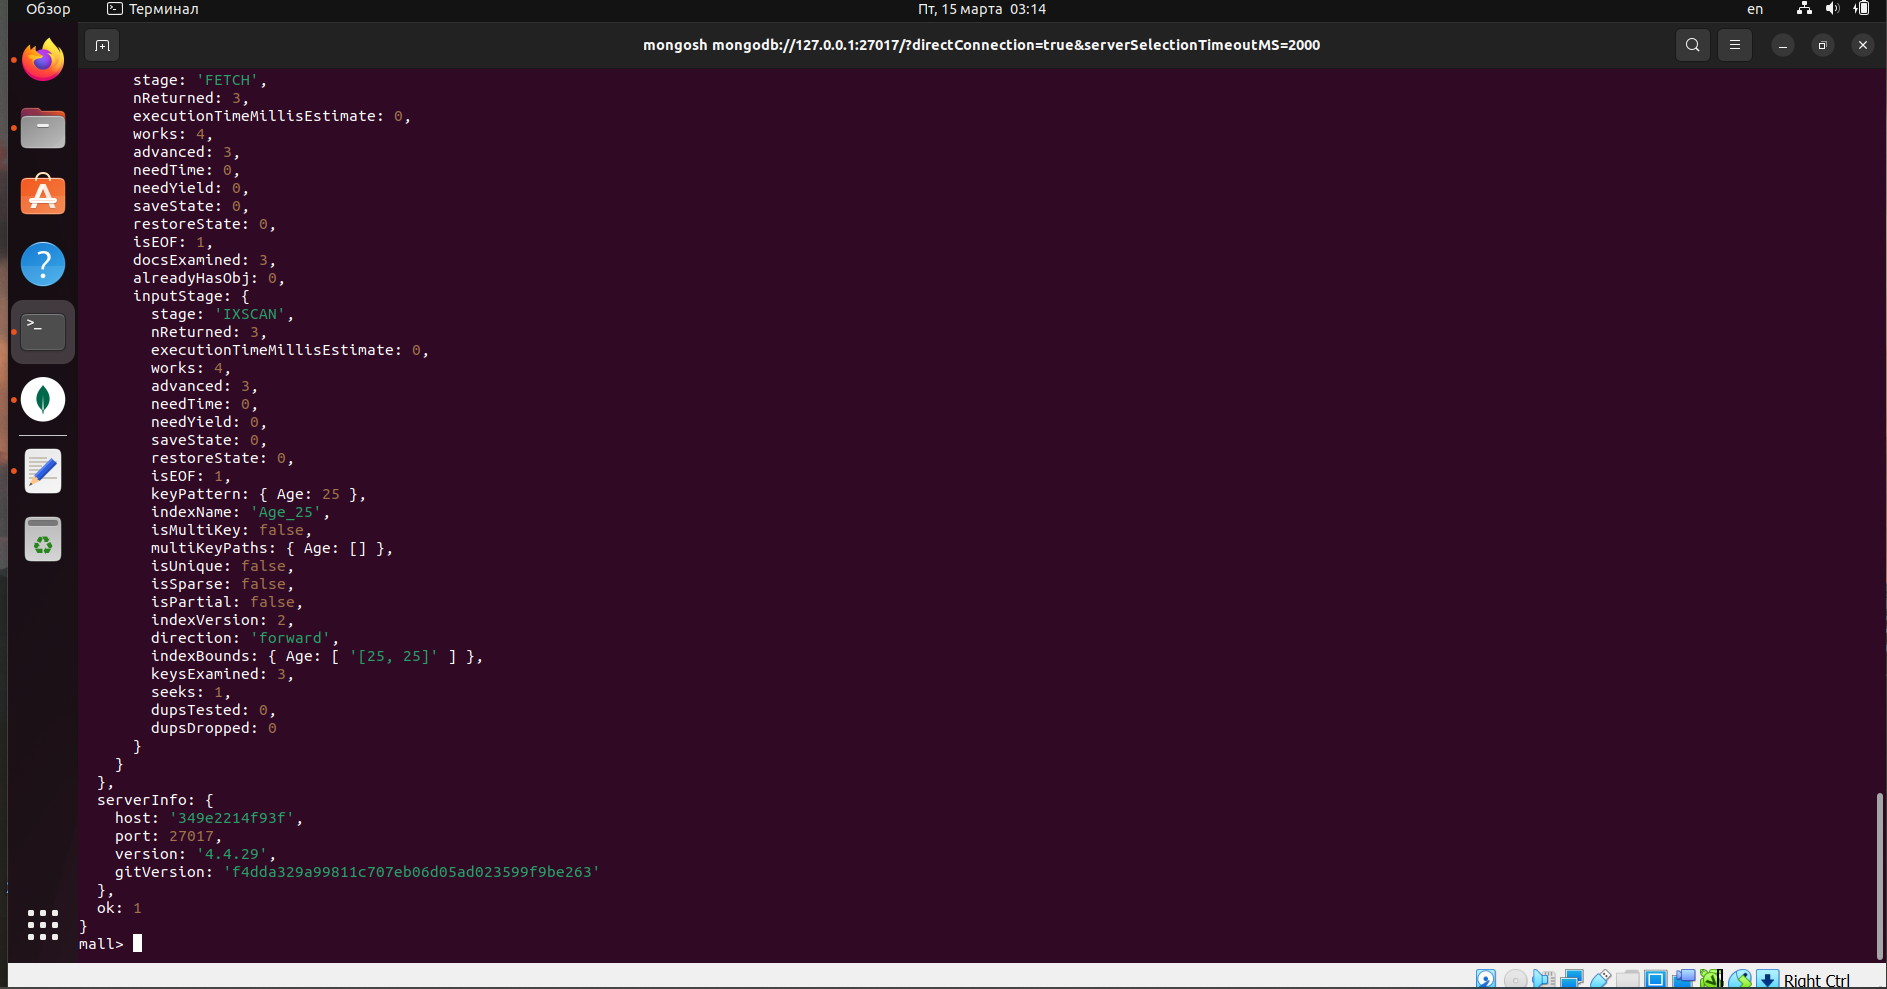 Обзор
Терминал
Пт, 15 марта 03:14
en
mongosh mongodb://127.0.0.1:27017/?directConnection=true&serverSelectionTimeoutMS=2000
stage: 'FETCH',
nReturned: 3,
executionTimeMillisEstimate: 0,
works: 4,
advanced: 3,
needTime: 0,
needYield: 0,
saveState: 0,
restoreState: 0,
isEOF: 1,
docsExamined: 3,
alreadyHasObj: 0,
inputStage: {
stage: 'IXSCAN',
nReturned: 3,
executionTimeMillisEstimate: 0,
works: 4,
advanced: 3,
needTime: 0,
needYield: 0,
saveState: 0,
restoreState: 0,
isEOF: 1,
keyPattern: { Age: 25 },
indexName: 'Age_25',
isMultiKey: false,
multiKeyPaths: { Age: [] },
isUnique: false,
isSparse: false,
isPartial: false,
indexVersion: 2,
direction: 'forward',
indexBounds: { Age: [ '[25, 25]' ] },
keysExamined: 3,
seeks: 1,
dupsTested: 0,
dupsDropped: 0
}
}
},
serverInfo: {
host: '349e2214f93f',
port: 27017,
version: '4.4.29',
gitVersion: 'f4dda329a99811c707eb06d05ad023599f9be263'
},
ok: 1
}
mall>
Right Ctrl